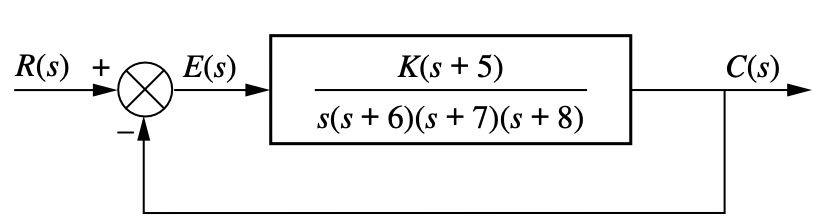 R(s) + E(s) K(s + 5) C(s)
s(s + 6)(s + 7)(s + 8)
−